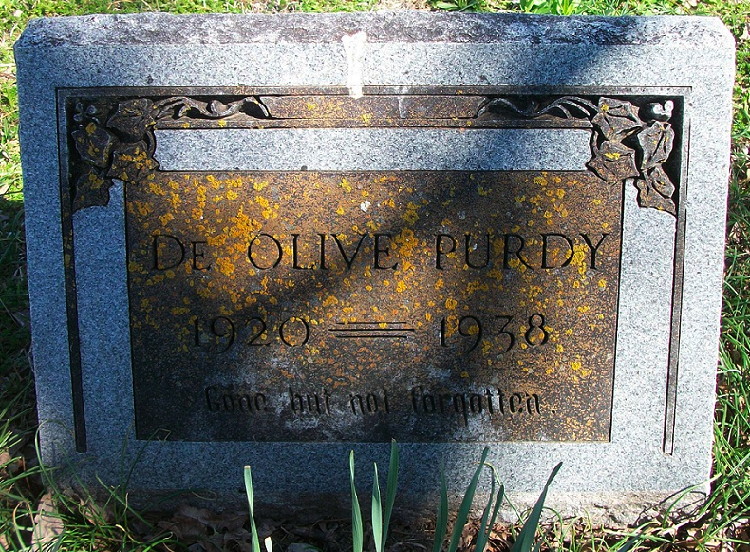 De OLIVE PURDY
1920 = 1938
Gone but not forgotten.